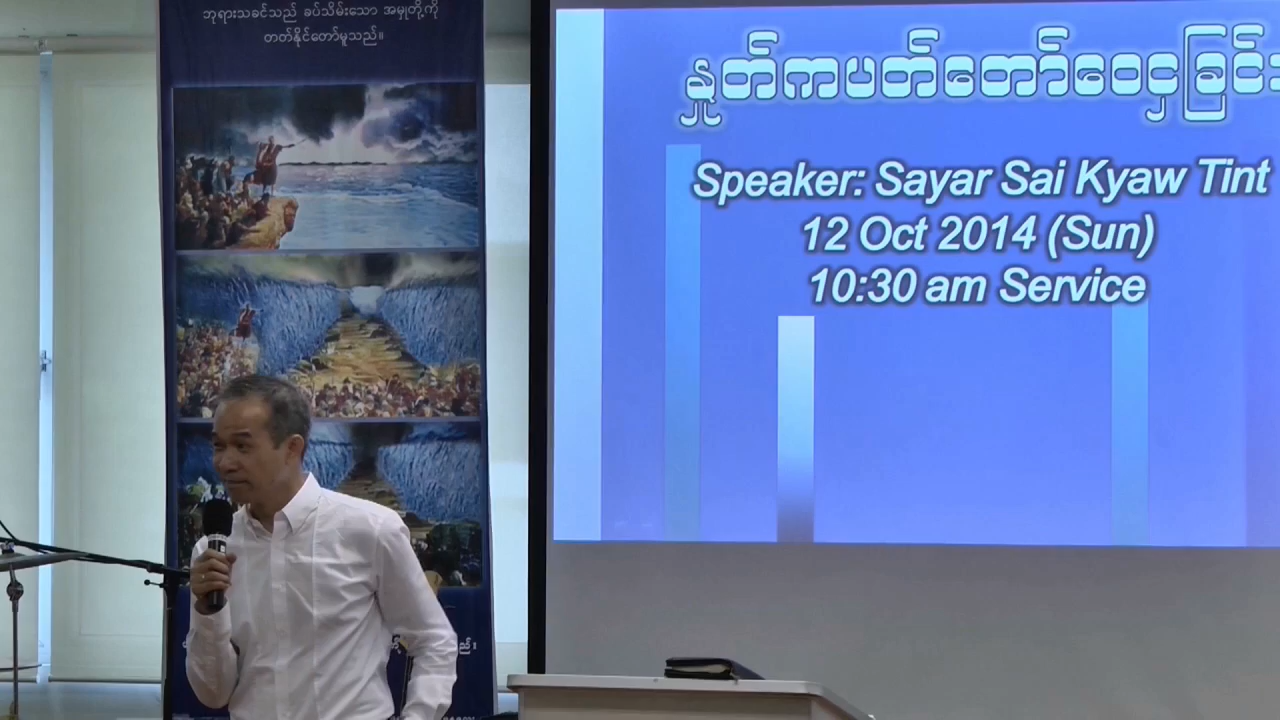 ဘုရားသခင်သည် ခပ်သိမ်းသော အမှုတို့ကို
တတ်နိုင်တော်မူသည်။
နှုတ်ကပတ်တော်ဝေငှခြင်း
Speaker: Sayar Sai Kyaw Tint
12 Oct 2014 (Sun)
10:30 am Service